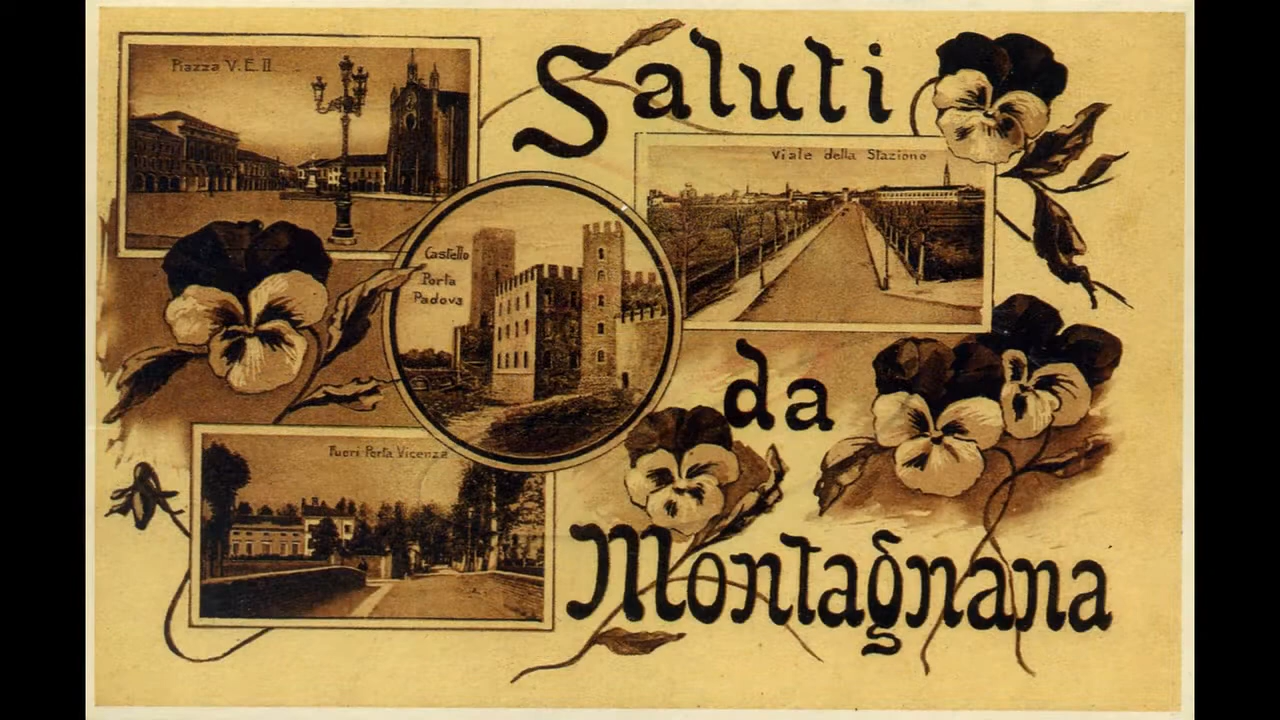 Saluti
da
Montagnana
Piazza V. E. II
Viale della Stazione
Castello
Porta
Padova
Fuori Porta Vicenza